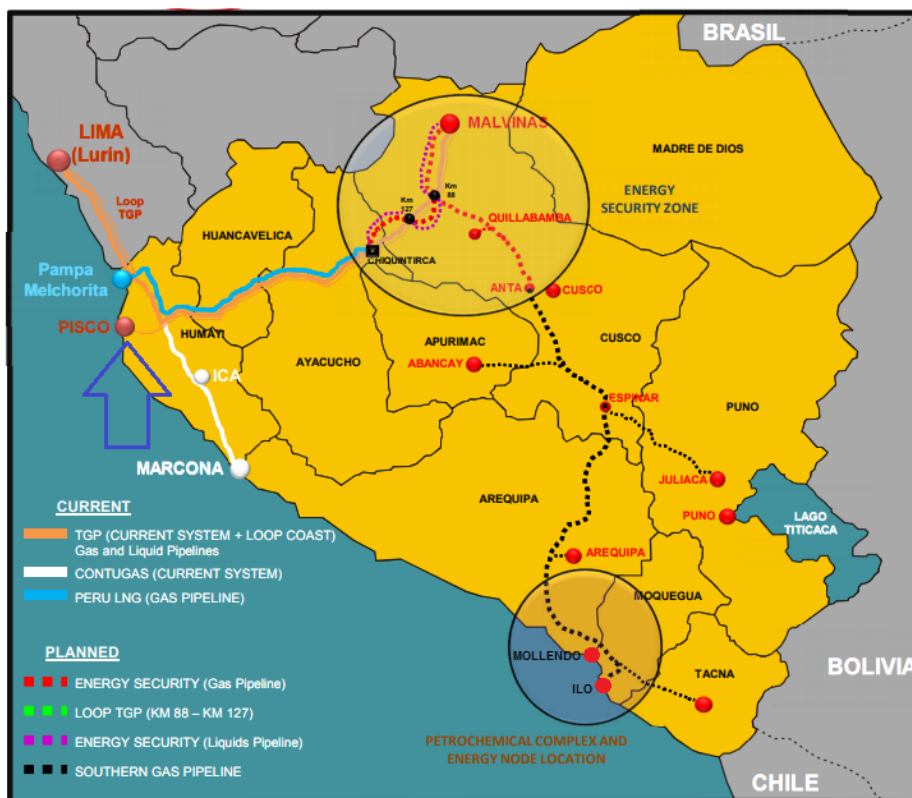 BRASIL
MALVINAS
LIMA
(Lurín)
MADRE DE DIOS
Loop
TGP
Km
88
Km
127
ENERGY
SECURITY ZONE
QUILLABAMBA
HUANCAVELICA
CHIQUINTIRCA
Pampa
Melchorita
ANTA
CUSCO
PISCO
HUMAYI
APURIMAC
CUSCO
AYACUCHO
ABANCAY
ICA
ESPINAR
PUNO
MARCONA
JULIACA
AREQUIPA
PUNO
LAGO
TITICACA
CURRENT
TGP (CURRENT SYSTEM + LOOP COAST)
Gas and Liquid Pipelines
CONTUGAS (CURRENT SYSTEM)
PERU LNG (GAS PIPELINE)
AREQUIPA
MOQUEGUA
PLANNED
ENERGY SECURITY (Gas Pipeline)
LOOP TGP (KM 88 – KM 127)
ENERGY SECURITY (Liquids Pipeline)
SOUTHERN GAS PIPELINE
MOLLENDO
ILO
TACNA
BOLIVIA
PETROCHEMICAL COMPLEX AND
ENERGY NODE LOCATION
CHILE